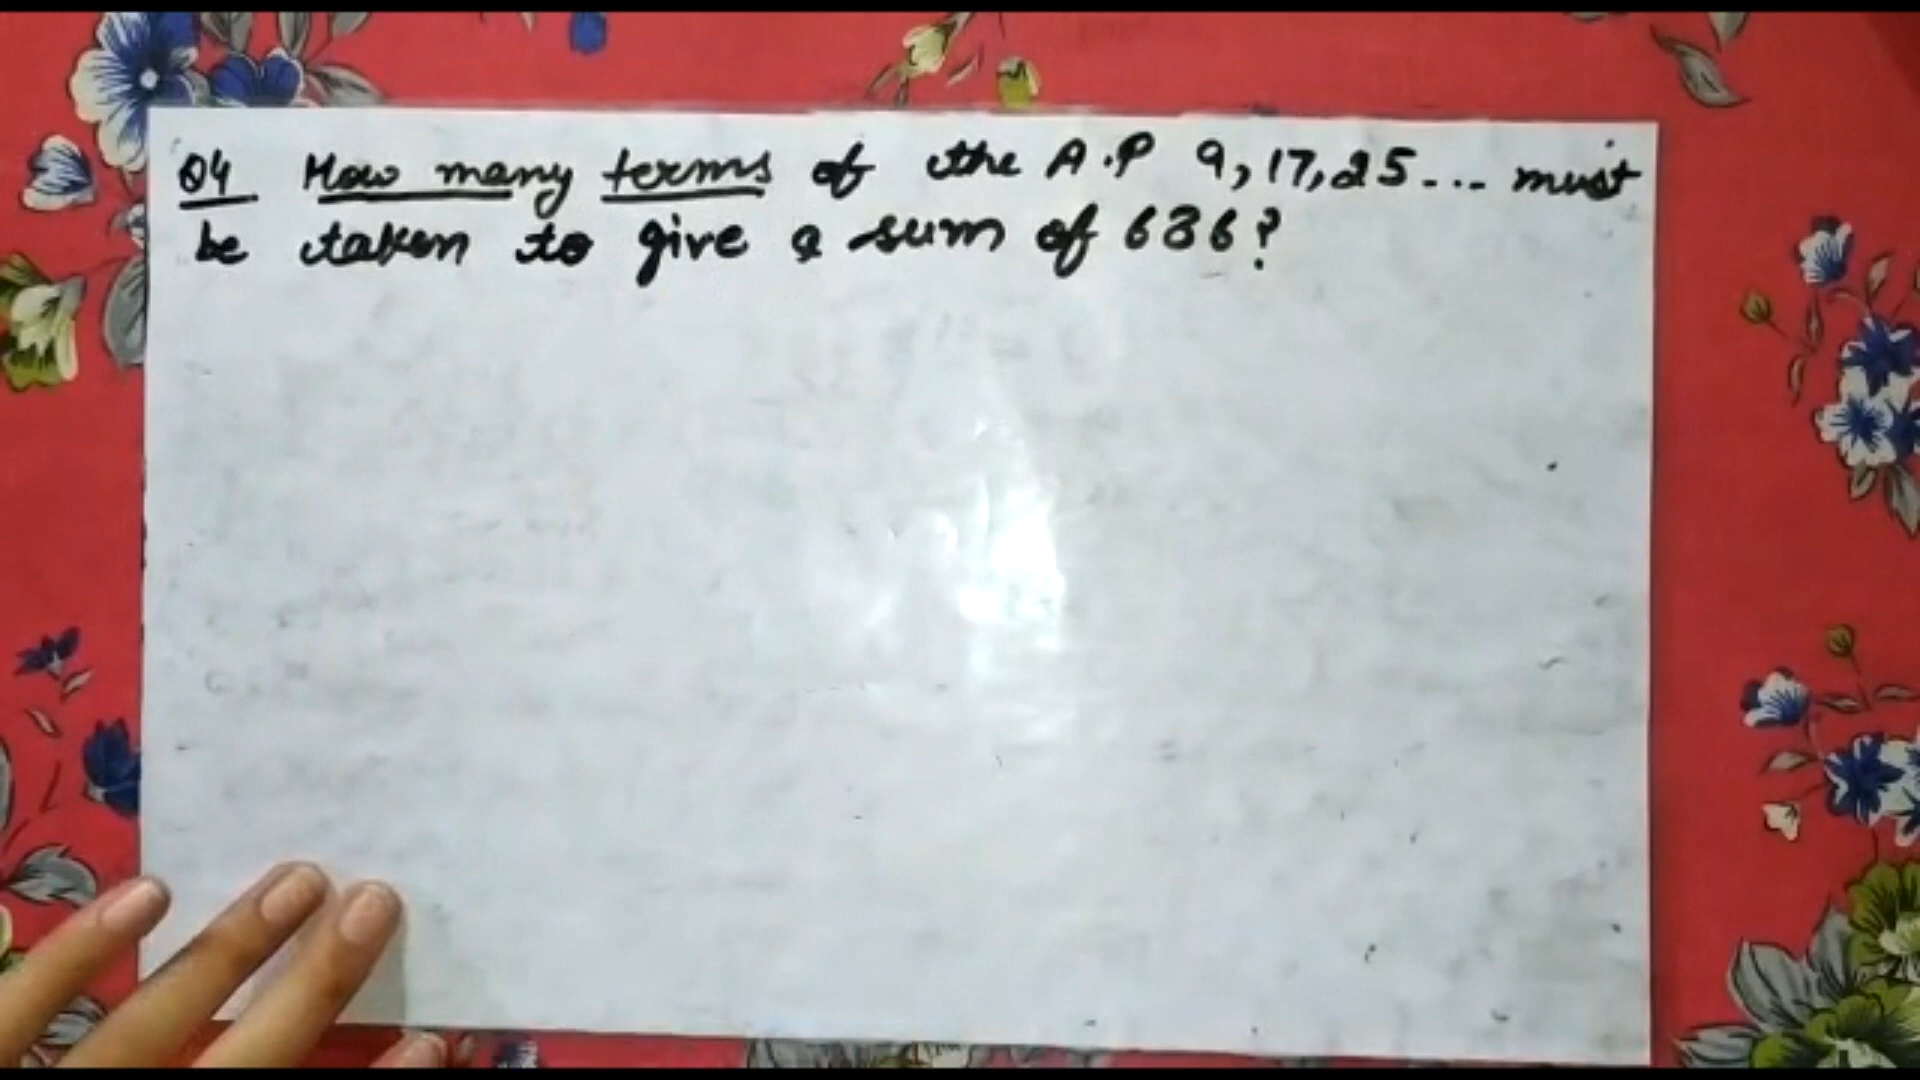 Q4 How many terms of the A.P 9, 17, 25... must
be taken to give a sum of 636?